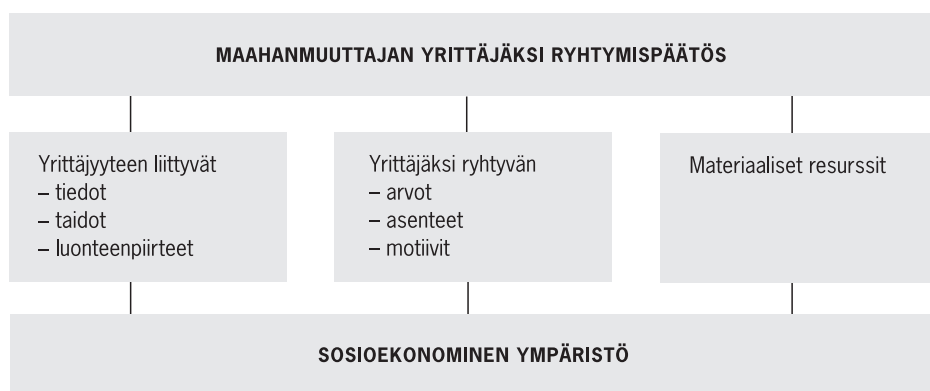 MAAHANMUUTTAJAN YRITTÄJÄKSI RYHTYMISPÄÄTÖS
Yrittäjyyteen liittyvät
– tiedot
– taidot
– luonteenpiirteet
Yrittäjäksi ryhtyvän
– arvot
– asenteet
– motiivit
Materiaaliset resurssit
SOSIOEKONOMINEN YMPÄRISTÖ